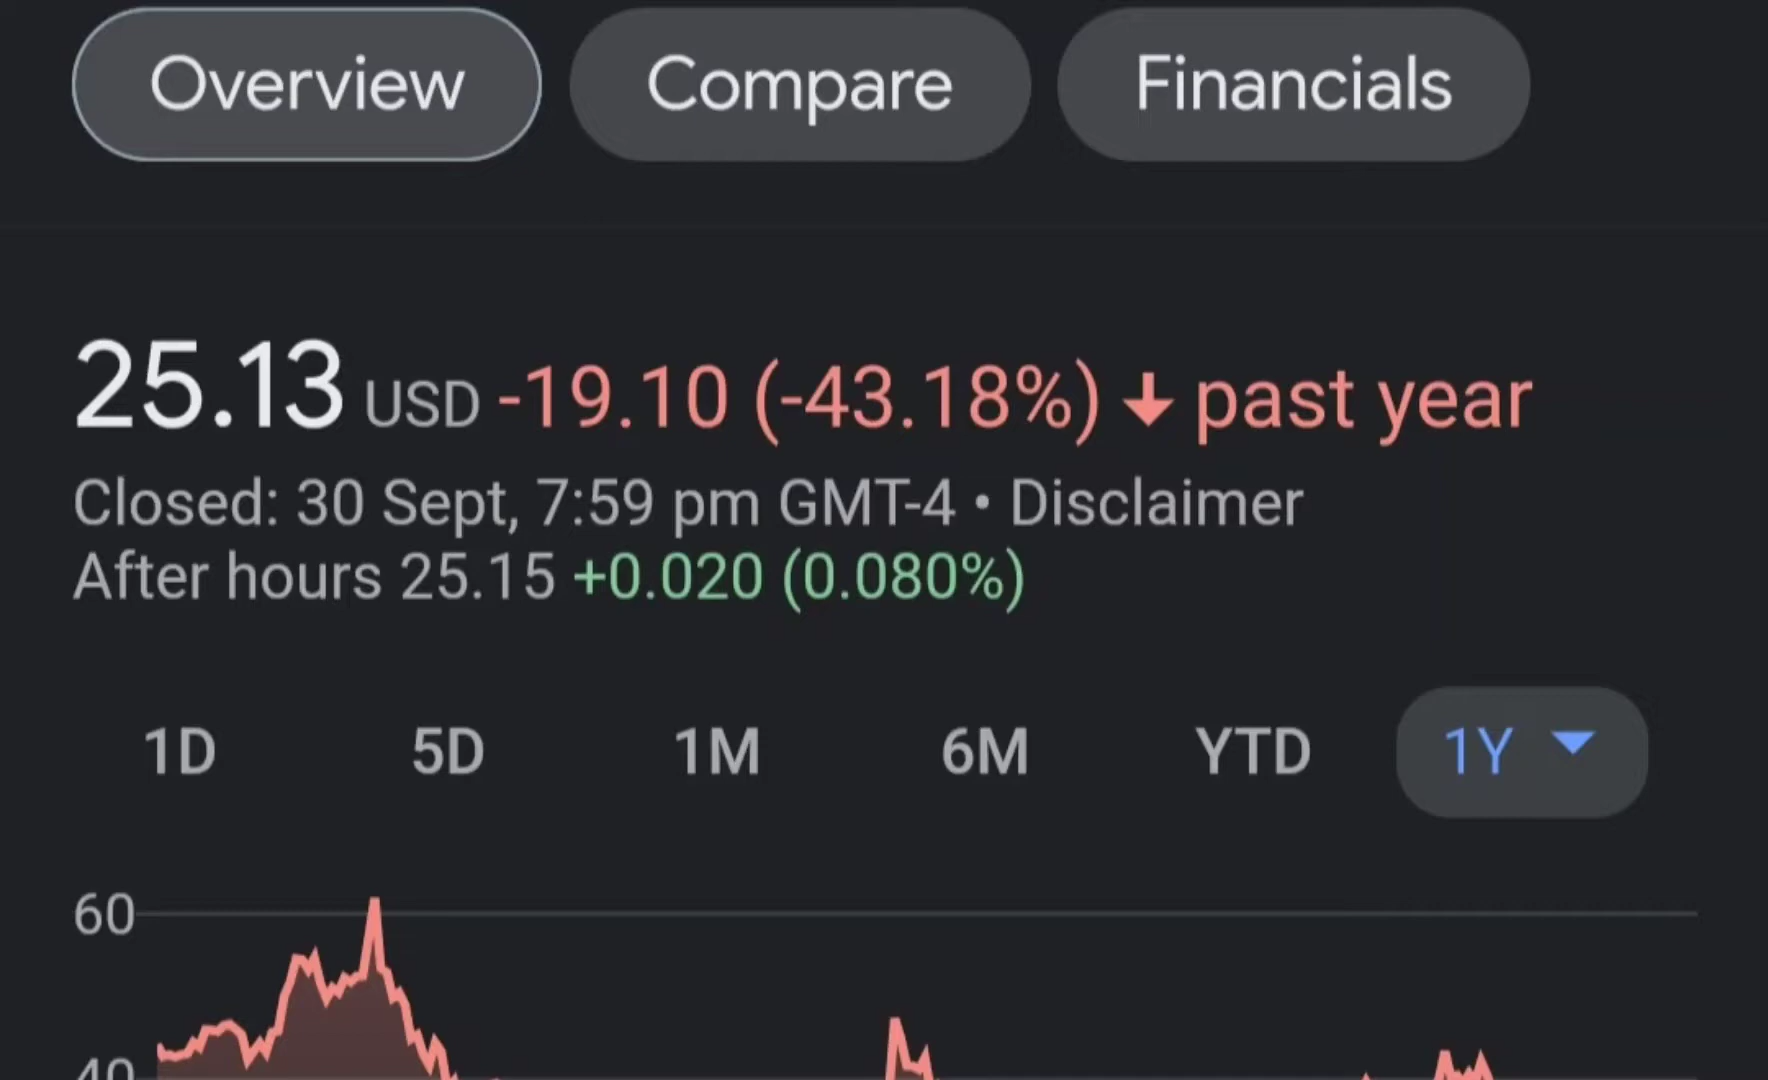 Overview Compare Financials
25.13 USD -19.10 (-43.18%) ↓ past year
Closed: 30 Sept, 7:59 pm GMT-4 • Disclaimer
After hours 25.15 +0.020 (0.080%)
1D 5D 1M 6M YTD 1Y
60
40